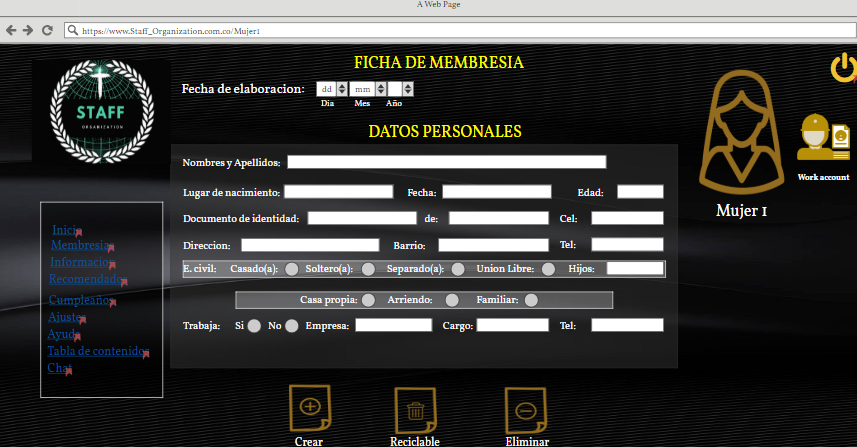 A Web Page
https://www.Staff_Organization.com.co/Mujer1
FICHA DE MEMBRESIA
Fecha de elaboracion: dd mm
Dia Mes Año
STAFF
ORGANIZATION
DATOS PERSONALES
Nombres y Apellidos:
Lugar de nacimiento: Fecha: Edad:
Documento de identidad: de: Cel:
Direccion: Barrio: Tel:
E. civil: Casado(a): Soltero(a): Separado(a): Union Libre: Hijos:
Casa propia: Arriendo: Familiar:
Trabaja: Si No Empresa: Cargo: Tel:
Work account
Mujer 1
Inicio
Membresia
Informacion
Recomendados
Cumpleaños
Ajustes
Ayuda
Tabla de contenidos
Chat
Crear Reciclable Eliminar